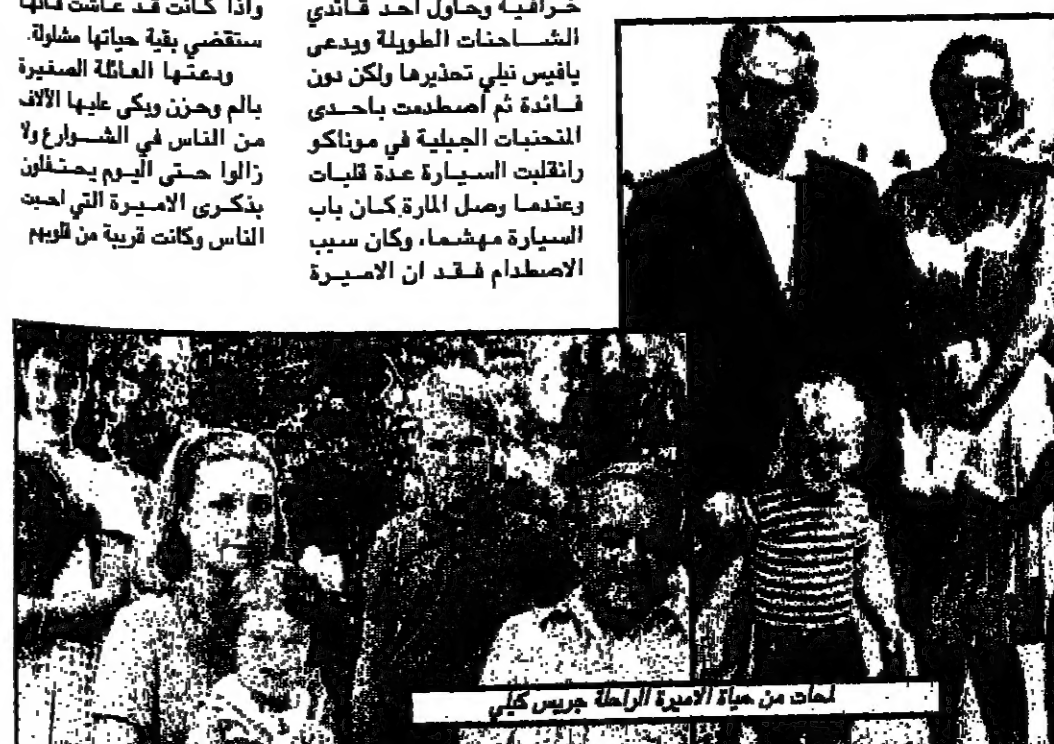 خرافية وحاول احد قائدي
الشاحنات الطويلة ويدعى
يافيس نيلي تحذيرها ولكن دون
فائدة ثم اصطدمت باحدى
المنحنيات الجبلية في موناكو
وانقلبت السيارة عدة قلبات
وعندما وصل المارة كان باب
السيارة مهشما، وكان سبب
الاصطدام فقد ان الاميرة
واذا كانت قد عاشت فانها
ستقضي بقية حياتها مشلولة.
ودعتها العائلة الصغيرة
بالم وحزن وبكى عليها الآلاف
من الناس في الشوارع ولا
زالوا حتى اليوم يحتفلون
بذكرى الاميرة التي احبت
الناس وكانت قريبة من قلوبهم
لمحات من حياة الاميرة الراحلة جريس كيلي